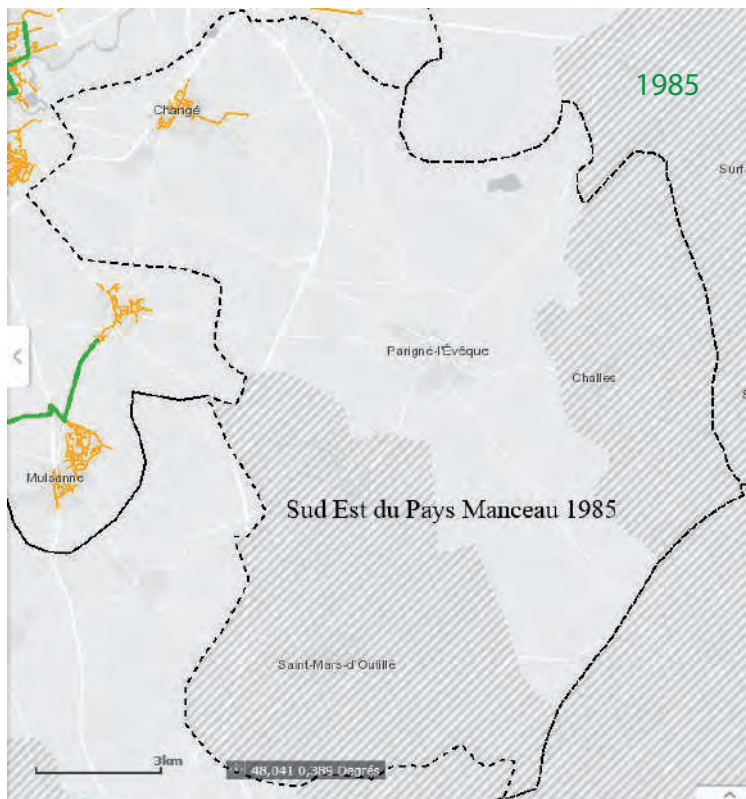 1985
Changé
Parigné-l'Évêque
Challes
Mulsanne
Sud Est du Pays Manceau 1985
Saint-Mars-d'Outillé
3km
48,041 0,389 Degrés